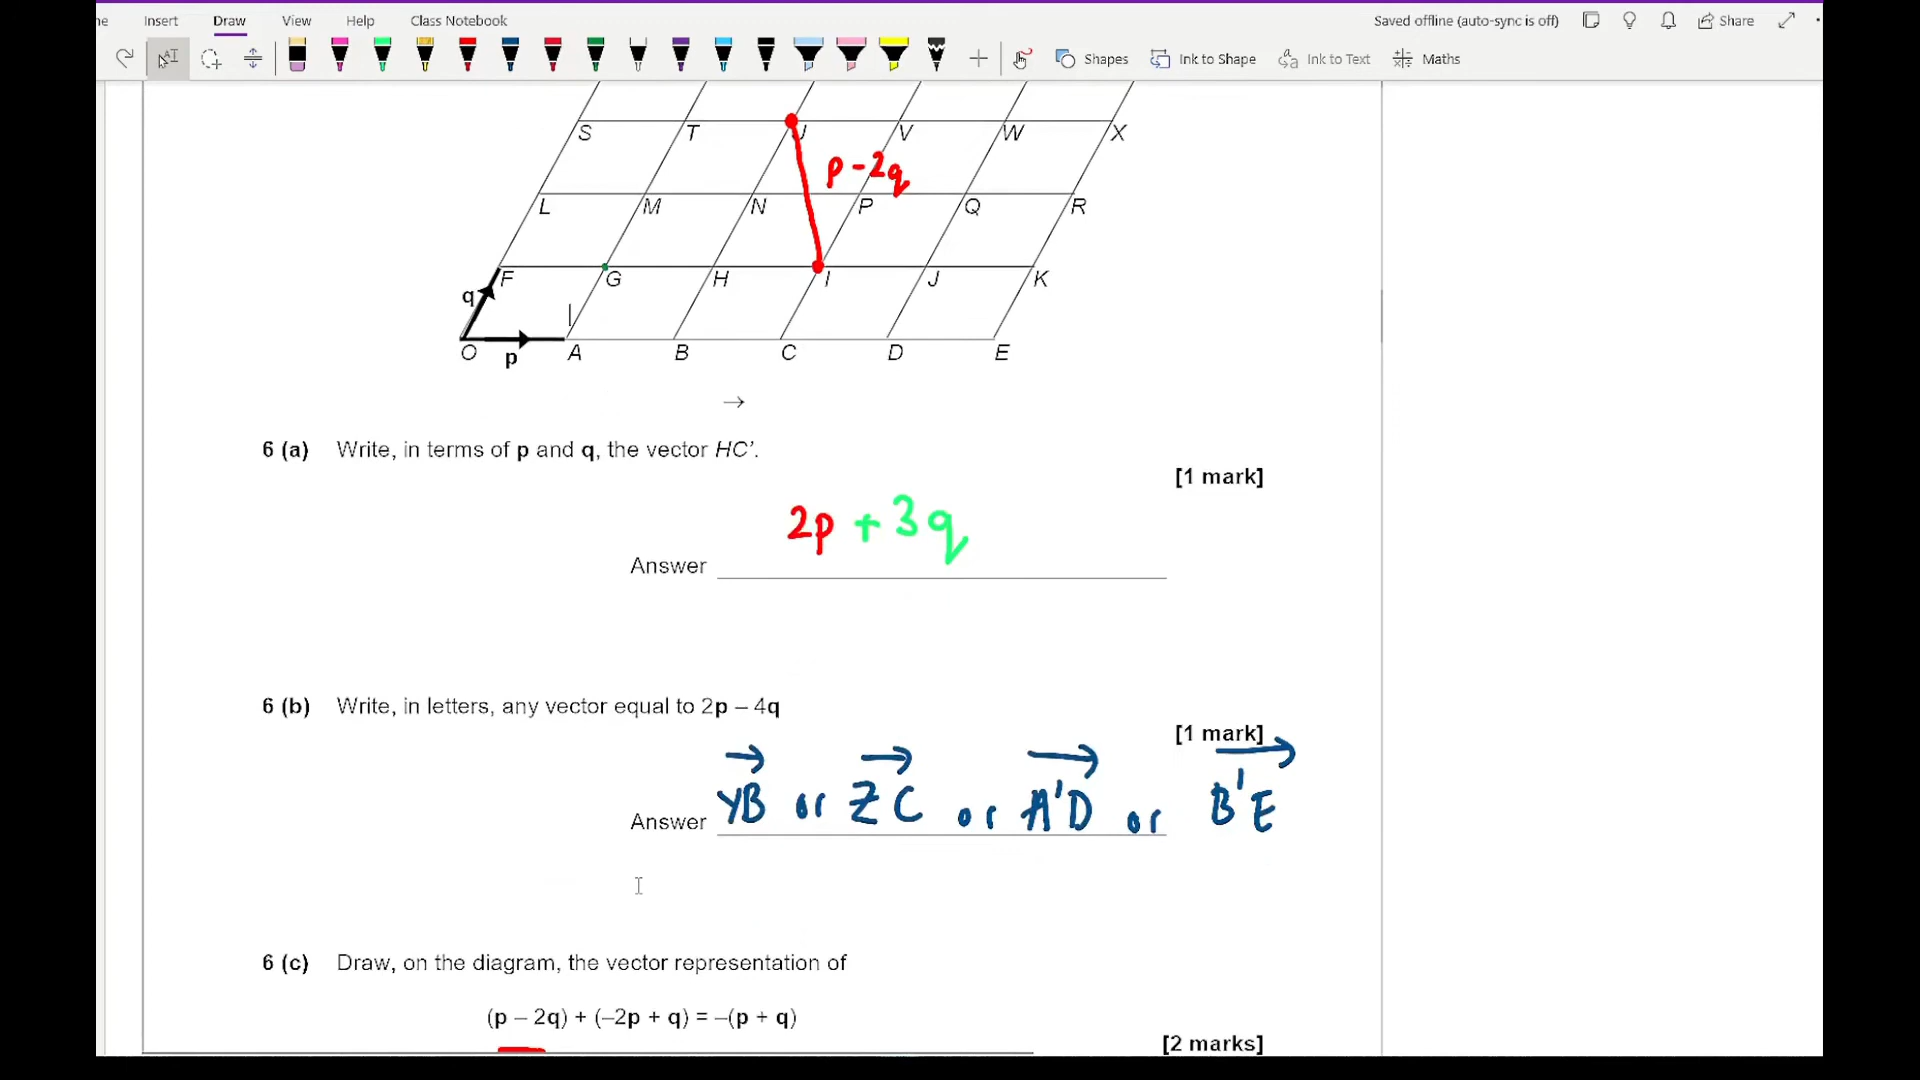 Insert Draw View Help Class Notebook Saved offline (auto-sync is off) Share
Shapes Ink to Shape Ink to Text Maths
S T V W X
p - 2q
L M N P Q R
F G H I J K
q
O p A B C D E
→
6 (a) Write, in terms of p and q, the vector HC'.
[1 mark]
2p + 3q
Answer
6 (b) Write, in letters, any vector equal to 2p – 4q
[1 mark]
Answer YB or ZC or A'D or B'E
6 (c) Draw, on the diagram, the vector representation of
(p – 2q) + (–2p + q) = –(p + q)
[2 marks]